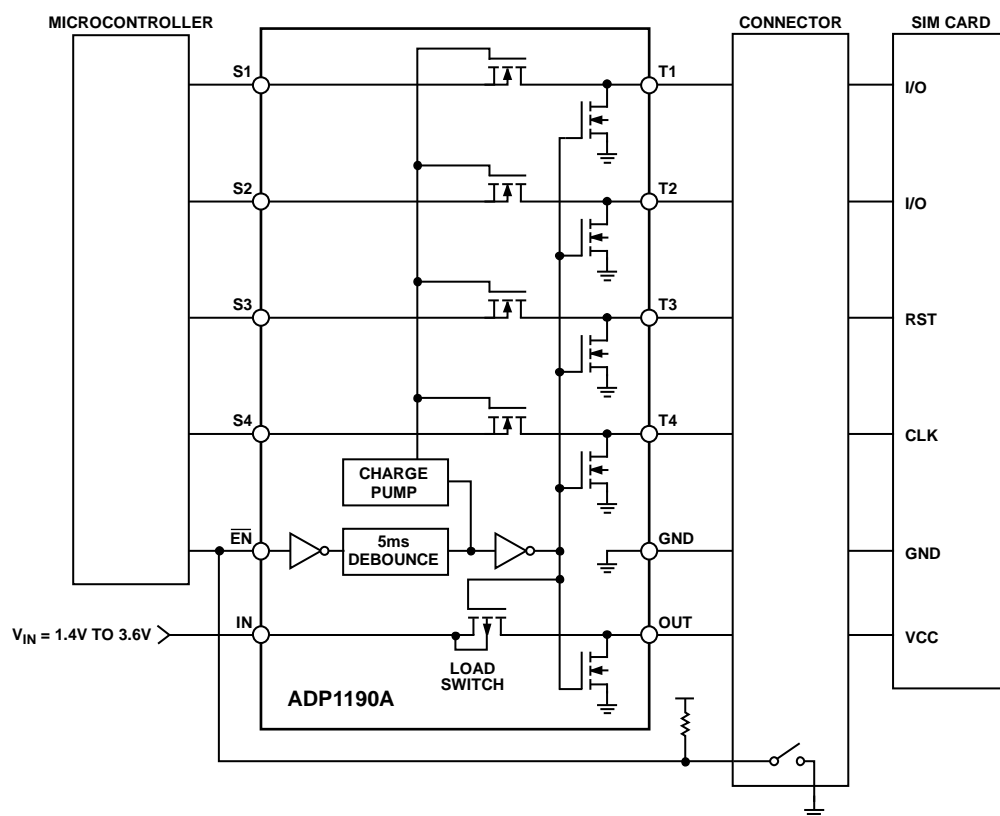 MICROCONTROLLER
CONNECTOR
SIM CARD
S1
T1
I/O
S2
T2
I/O
S3
T3
RST
S4
T4
CLK
CHARGE
PUMP
EN
5ms
DEBOUNCE
GND
GND
VIN = 1.4V TO 3.6V
IN
OUT
VCC
LOAD
SWITCH
ADP1190A